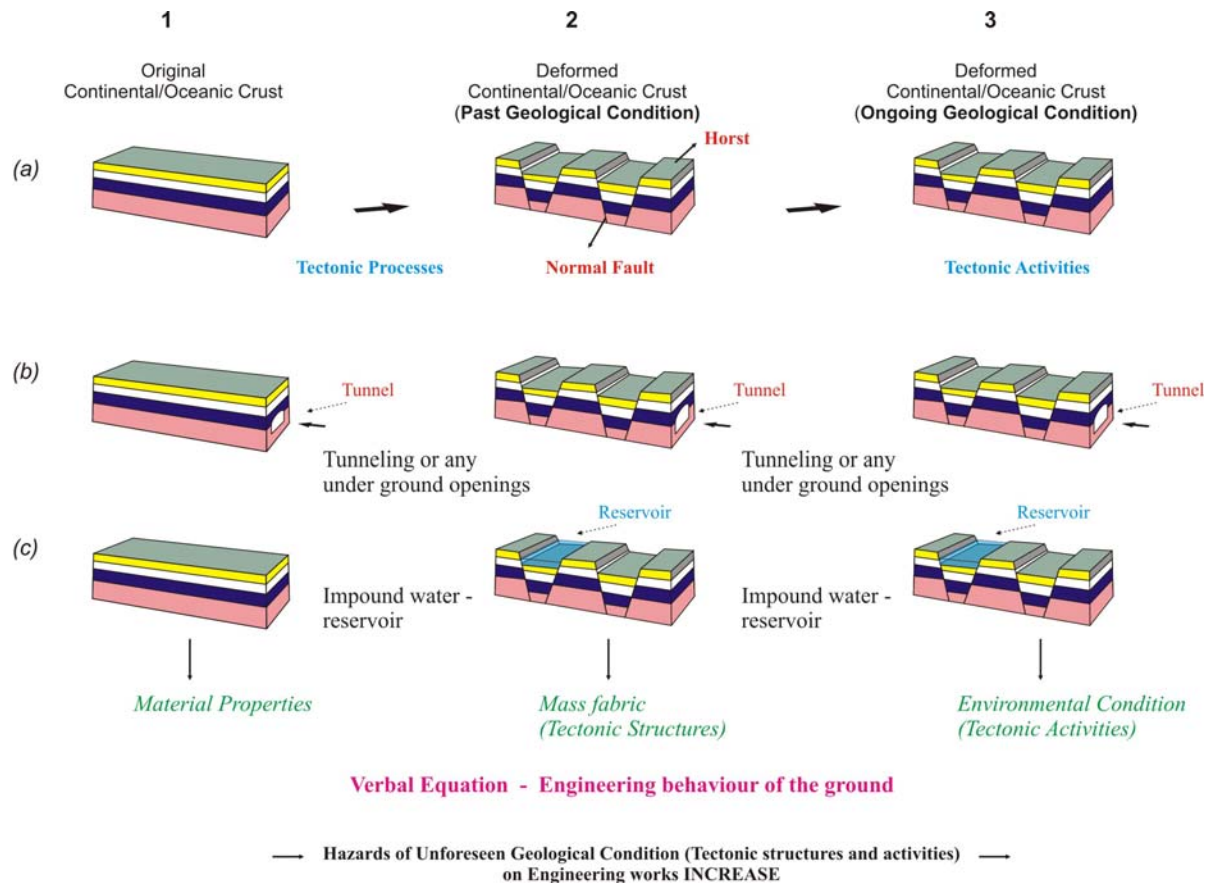 1
2
3
Original
Continental/Oceanic Crust
Deformed
Continental/Oceanic Crust
(Past Geological Condition)
Deformed
Continental/Oceanic Crust
(Ongoing Geological Condition)
(a)
Horst
Tectonic Processes
Normal Fault
Tectonic Activities
(b)
Tunnel
Tunnel
Tunnel
Tunneling or any
under ground openings
Tunneling or any
under ground openings
(c)
Reservoir
Reservoir
Impound water -
reservoir
Impound water -
reservoir
Material Properties
Mass fabric
(Tectonic Structures)
Environmental Condition
(Tectonic Activities)
Verbal Equation - Engineering behaviour of the ground
Hazards of Unforeseen Geological Condition (Tectonic structures and activities)
on Engineering works INCREASE